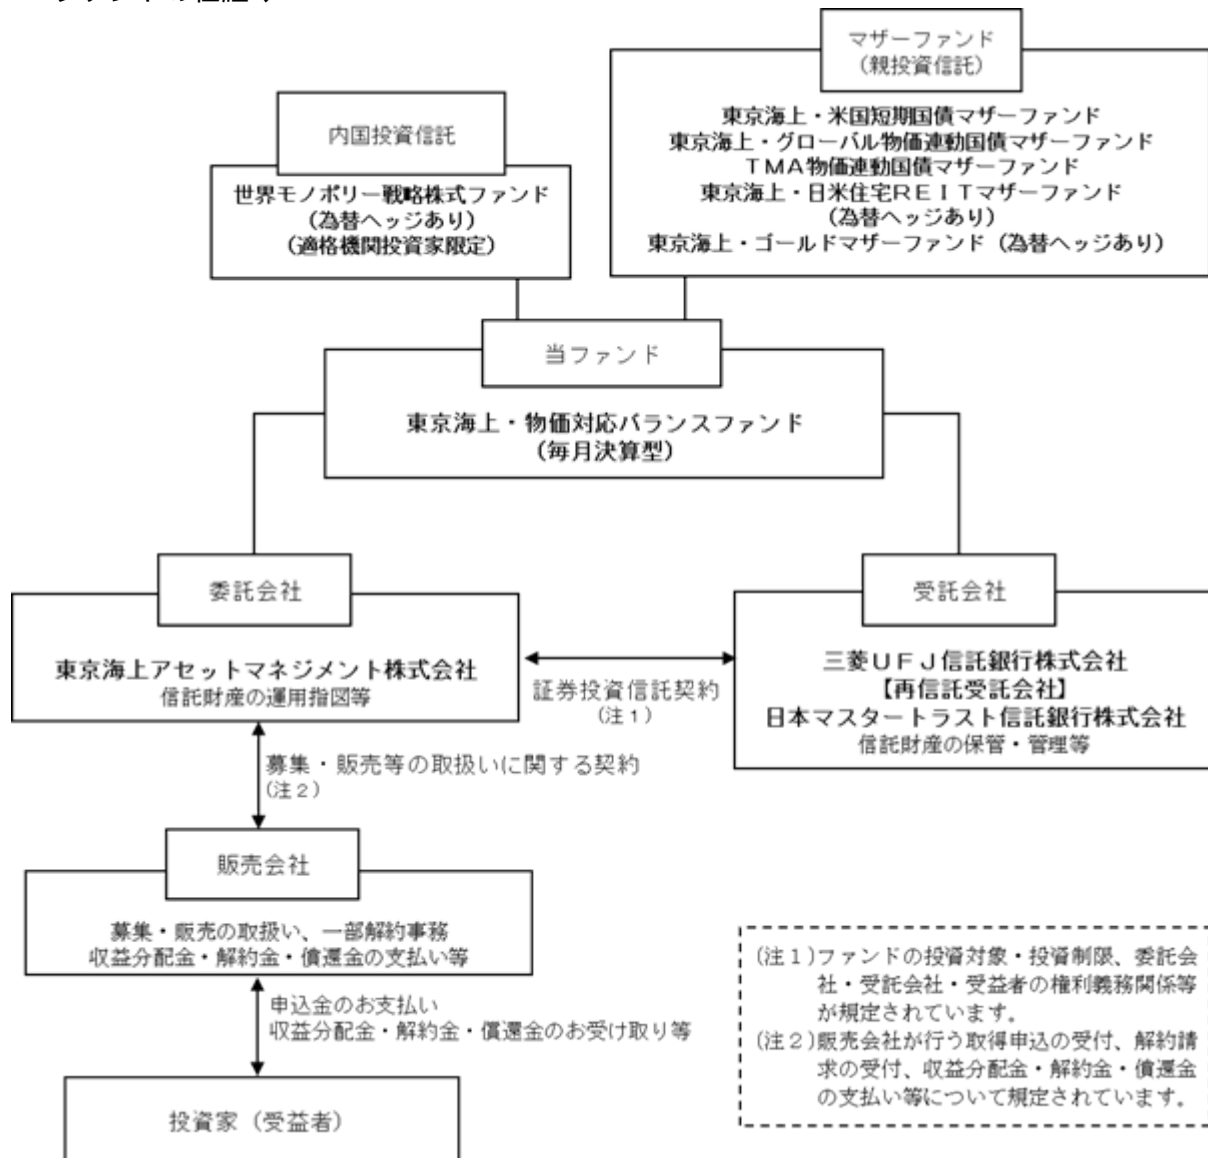 マザーファンド
（親投資信託）
東京海上・米国短期国債マザーファンド
東京海上・グローバル物価連動国債マザーファンド
ＴＭＡ物価連動国債マザーファンド
東京海上・日米住宅ＲＥＩＴマザーファンド
（為替ヘッジあり）
東京海上・ゴールドマザーファンド（為替ヘッジあり）
内国投資信託
世界モノポリー戦略株式ファンド
（為替ヘッジあり）
（適格機関投資家限定）
当ファンド
東京海上・物価対応バランスファンド
（毎月決算型）
委託会社
東京海上アセットマネジメント株式会社
信託財産の運用指図等
証券投資信託契約
（注１）
受託会社
三菱ＵＦＪ信託銀行株式会社
【再信託受託会社】
日本マスタートラスト信託銀行株式会社
信託財産の保管・管理等
募集・販売等の取扱いに関する契約
（注２）
販売会社
募集・販売の取扱い、一部解約事務
収益分配金・解約金・償還金の支払い等
申込金のお支払い
収益分配金・解約金・償還金のお受け取り等
投資家（受益者）
（注１）ファンドの投資対象・投資制限、委託会
社・受託会社・受益者の権利義務関係等
が規定されています。
（注２）販売会社が行う取得申込の受付、解約請
求の受付、収益分配金・解約金・償還金
の支払い等について規定されています。